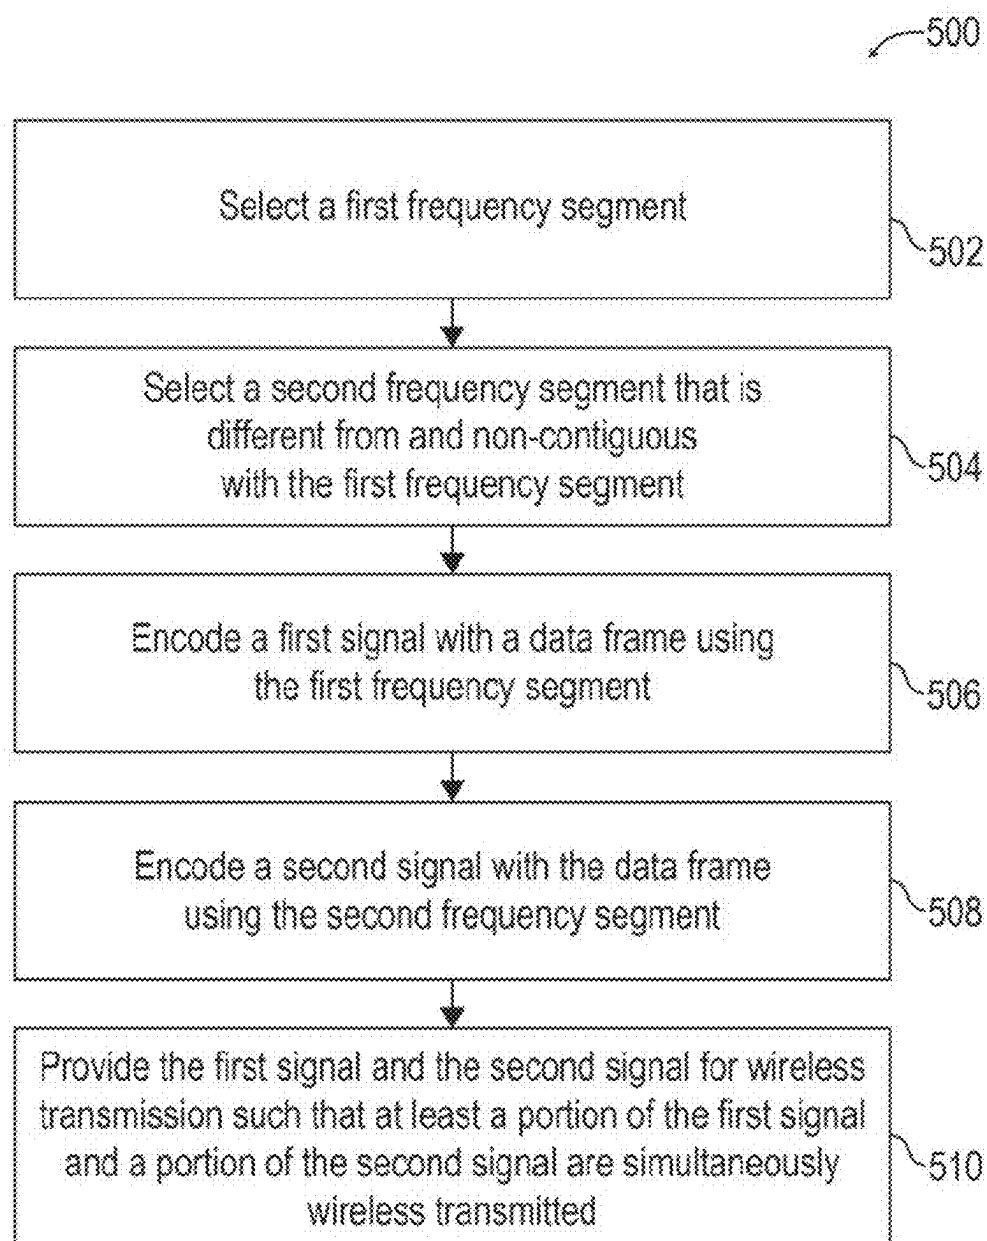 500
Select a first frequency segment
502
Select a second frequency segment that is
different from and non-contiguous
with the first frequency segment
504
Encode a first signal with a data frame using
the first frequency segment
506
Encode a second signal with the data frame
using the second frequency segment
508
Provide the first signal and the second signal for wireless
transmission such that at least a portion of the first signal
and a portion of the second signal are simultaneously
wireless transmitted
510